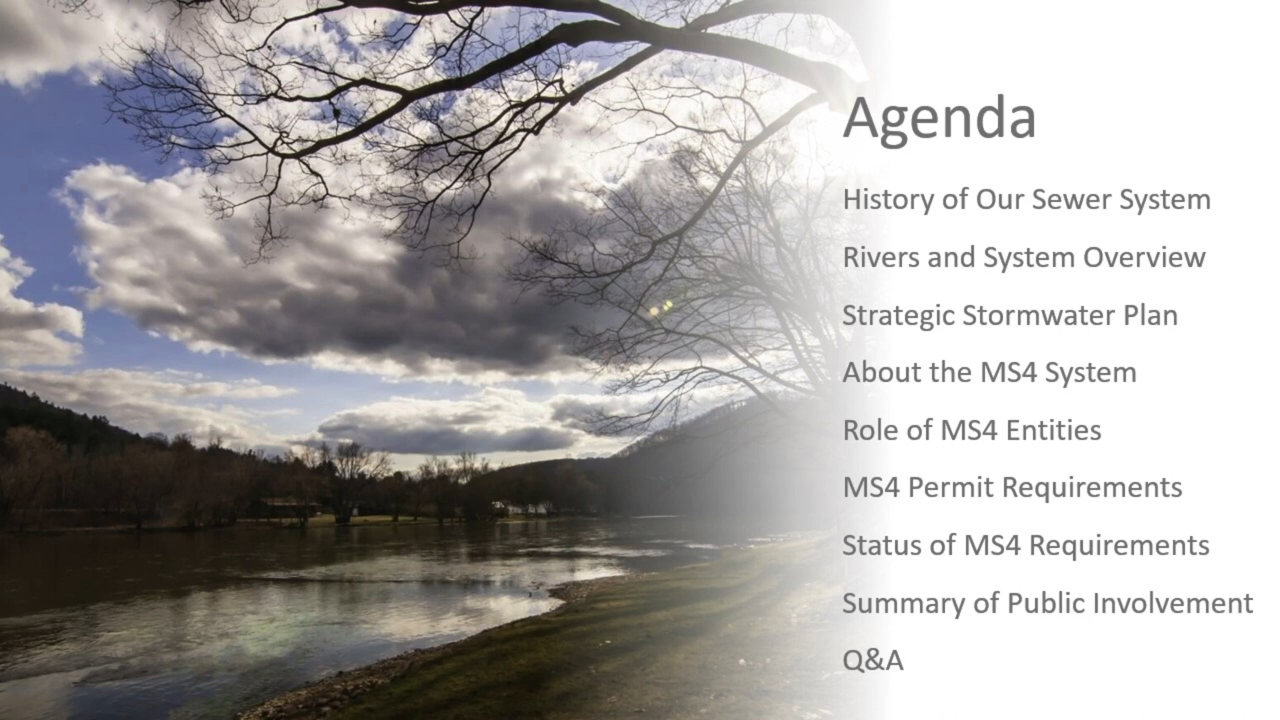 Agenda
History of Our Sewer System
Rivers and System Overview
Strategic Stormwater Plan
About the MS4 System
Role of MS4 Entities
MS4 Permit Requirements
Status of MS4 Requirements
Summary of Public Involvement
Q&A